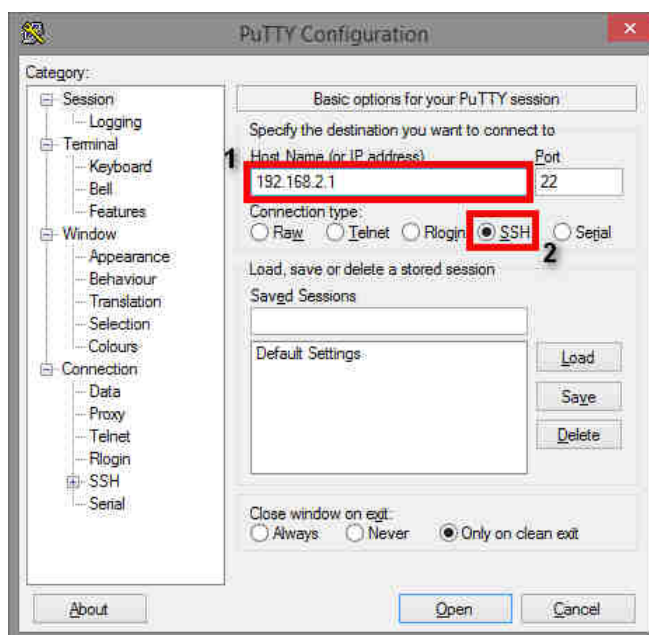 PuTTY Configuration
Category:
Session
Logging
Terminal
Keyboard
Bell
Features
Window
Appearance
Behaviour
Translation
Selection
Colours
Connection
Data
Proxy
Telnet
Rlogin
SSH
Serial
Basic options for your PuTTY session
Specify the destination you want to connect to
Host Name (or IP address) Port
1
192.168.2.1 22
Connection type:
Raw Telnet Rlogin SSH Serial
2
Load, save or delete a stored session
Saved Sessions
Default Settings
Load
Save
Delete
Close window on exit:
Always Never Only on clean exit
About Open Cancel